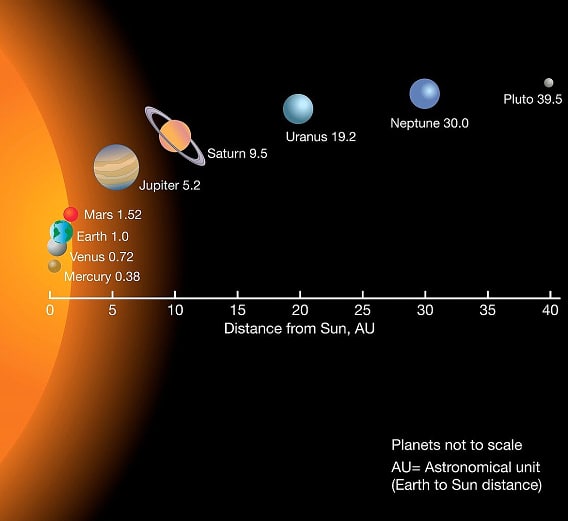 Pluto 39.5
Neptune 30.0
Uranus 19.2
Saturn 9.5
Jupiter 5.2
Mars 1.52
Earth 1.0
Venus 0.72
Mercury 0.38
0 5 10 15 20 25 30 35 40
Distance from Sun, AU
Planets not to scale
AU= Astronomical unit
(Earth to Sun distance)